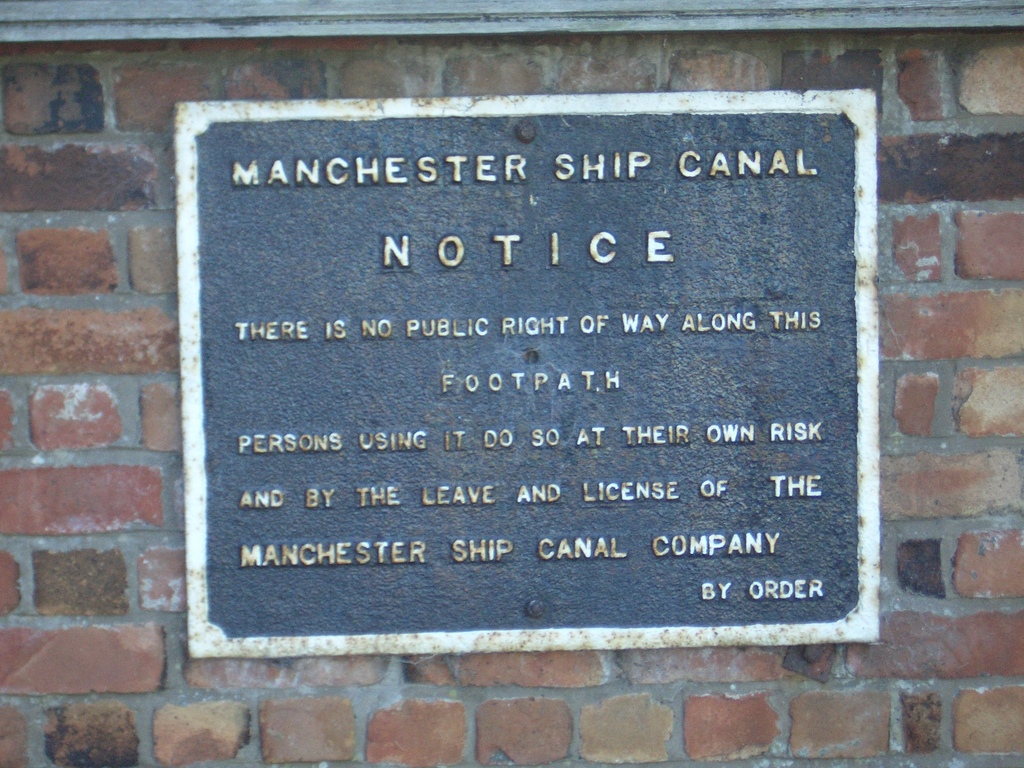 MANCHESTER SHIP CANAL
NOTICE
THERE IS NO PUBLIC RIGHT OF WAY ALONG THIS
FOOTPATH
PERSONS USING IT DO SO AT THEIR OWN RISK
AND BY THE LEAVE AND LICENSE OF THE
MANCHESTER SHIP CANAL COMPANY
BY ORDER